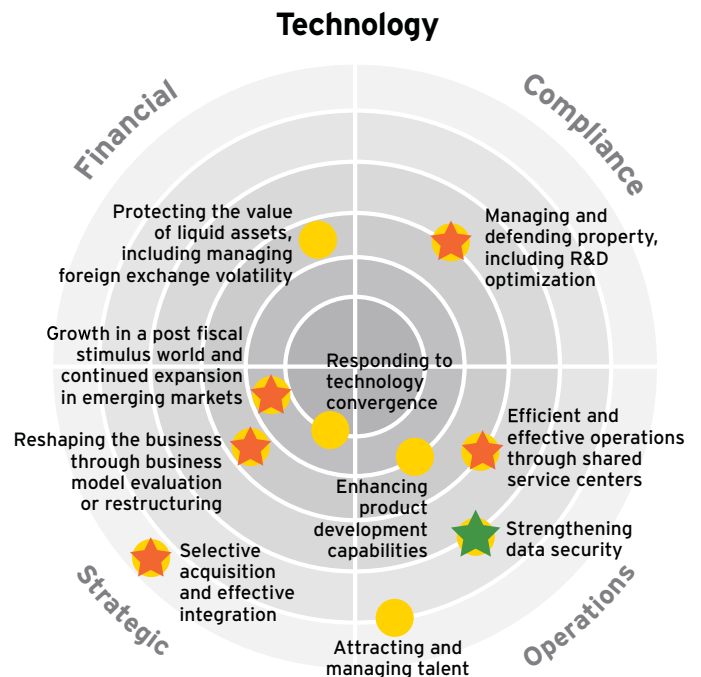 Technology
Financial
Compliance
Protecting the value
of liquid assets,
including managing
foreign exchange volatility
Managing and
defending property,
including R&D
optimization
Growth in a post fiscal
stimulus world and
continued expansion
in emerging markets
Responding to
technology
convergence
Reshaping the business
through business
model evaluation
or restructuring
Efficient and
effective operations
through shared
service centers
Enhancing
product
development
capabilities
Strengthening
data security
Selective
acquisition
and effective
integration
Strategic
Operations
Attracting and
managing talent